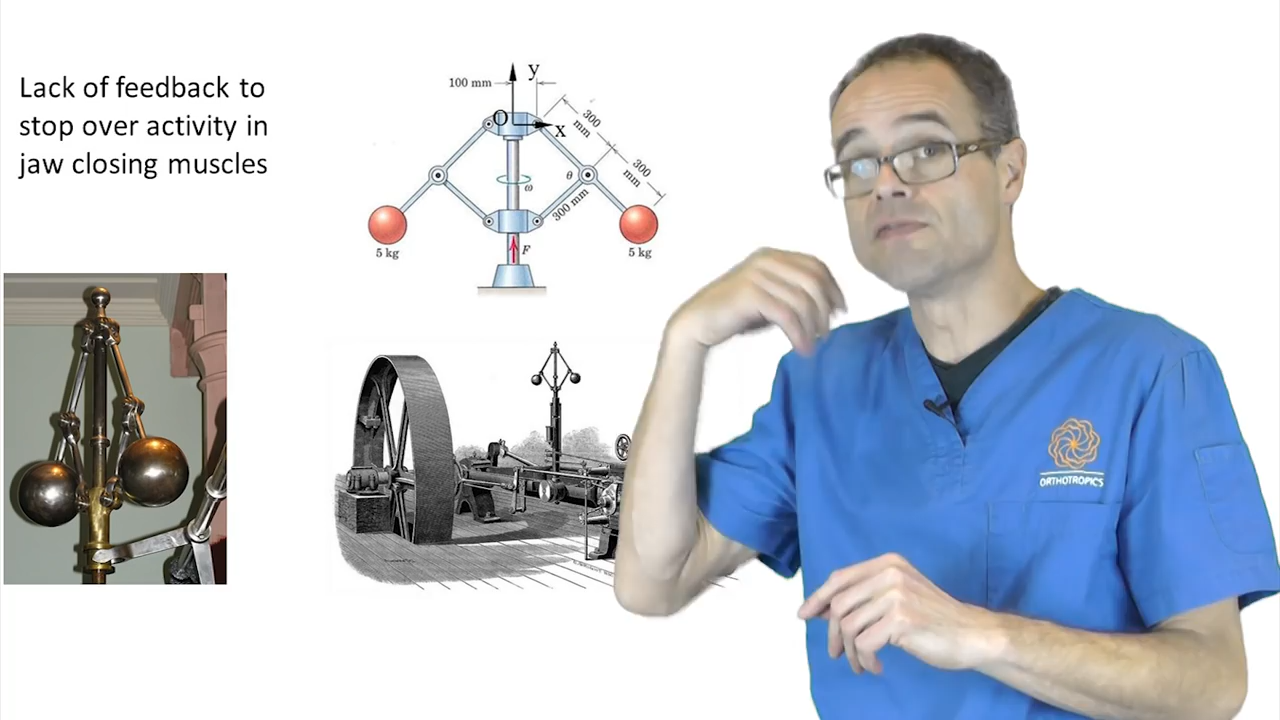 Lack of feedback to
stop over activity in
jaw closing muscles
y
100 mm
O
x
300
mm
300
mm
θ
ω
300 mm
F
5 kg
5 kg
ORTHOTROPICS